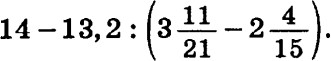 14 − 13,2 : (3 11/21 − 2 4/15).